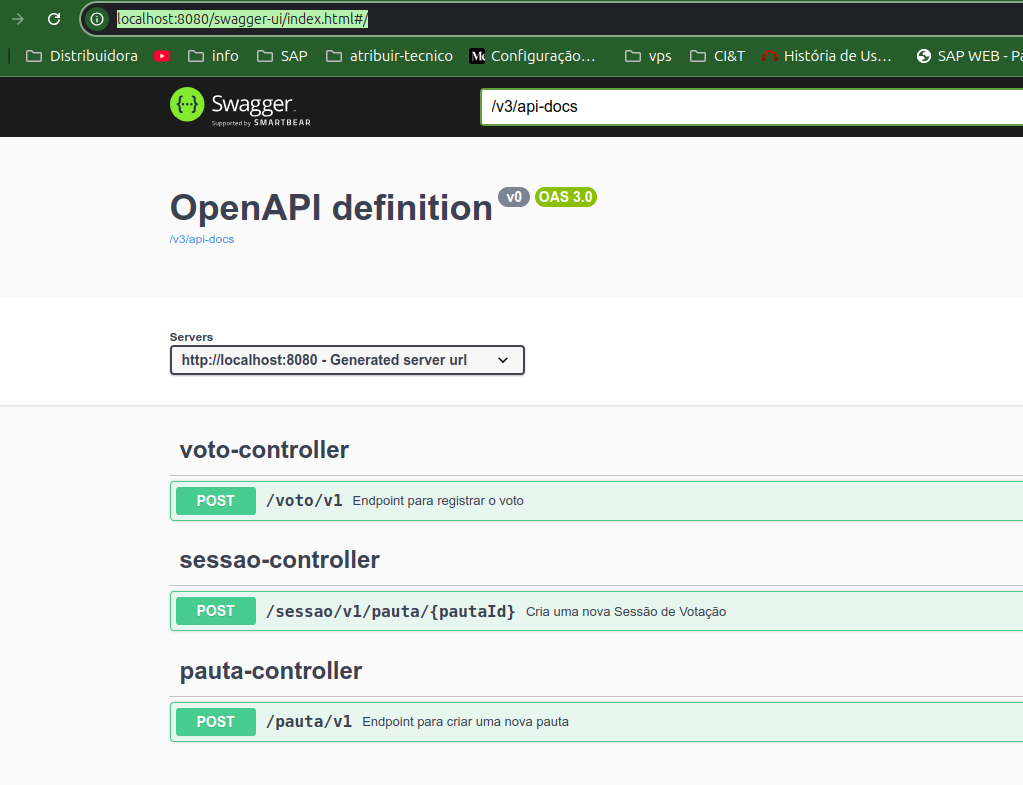 localhost:8080/swagger-ui/index.html#/
Distribuidora info SAP atribuir-tecnico Configuração... vps CI&T História de Us... SAP WEB - Pa
{···} Swagger.
Supported by SMARTBEAR
/v3/api-docs
OpenAPI definition v0 OAS 3.0
/v3/api-docs
Servers
http://localhost:8080 - Generated server url
voto-controller
POST /voto/v1 Endpoint para registrar o voto
sessao-controller
POST /sessao/v1/pauta/{pautaId} Cria uma nova Sessão de Votação
pauta-controller
POST /pauta/v1 Endpoint para criar uma nova pauta